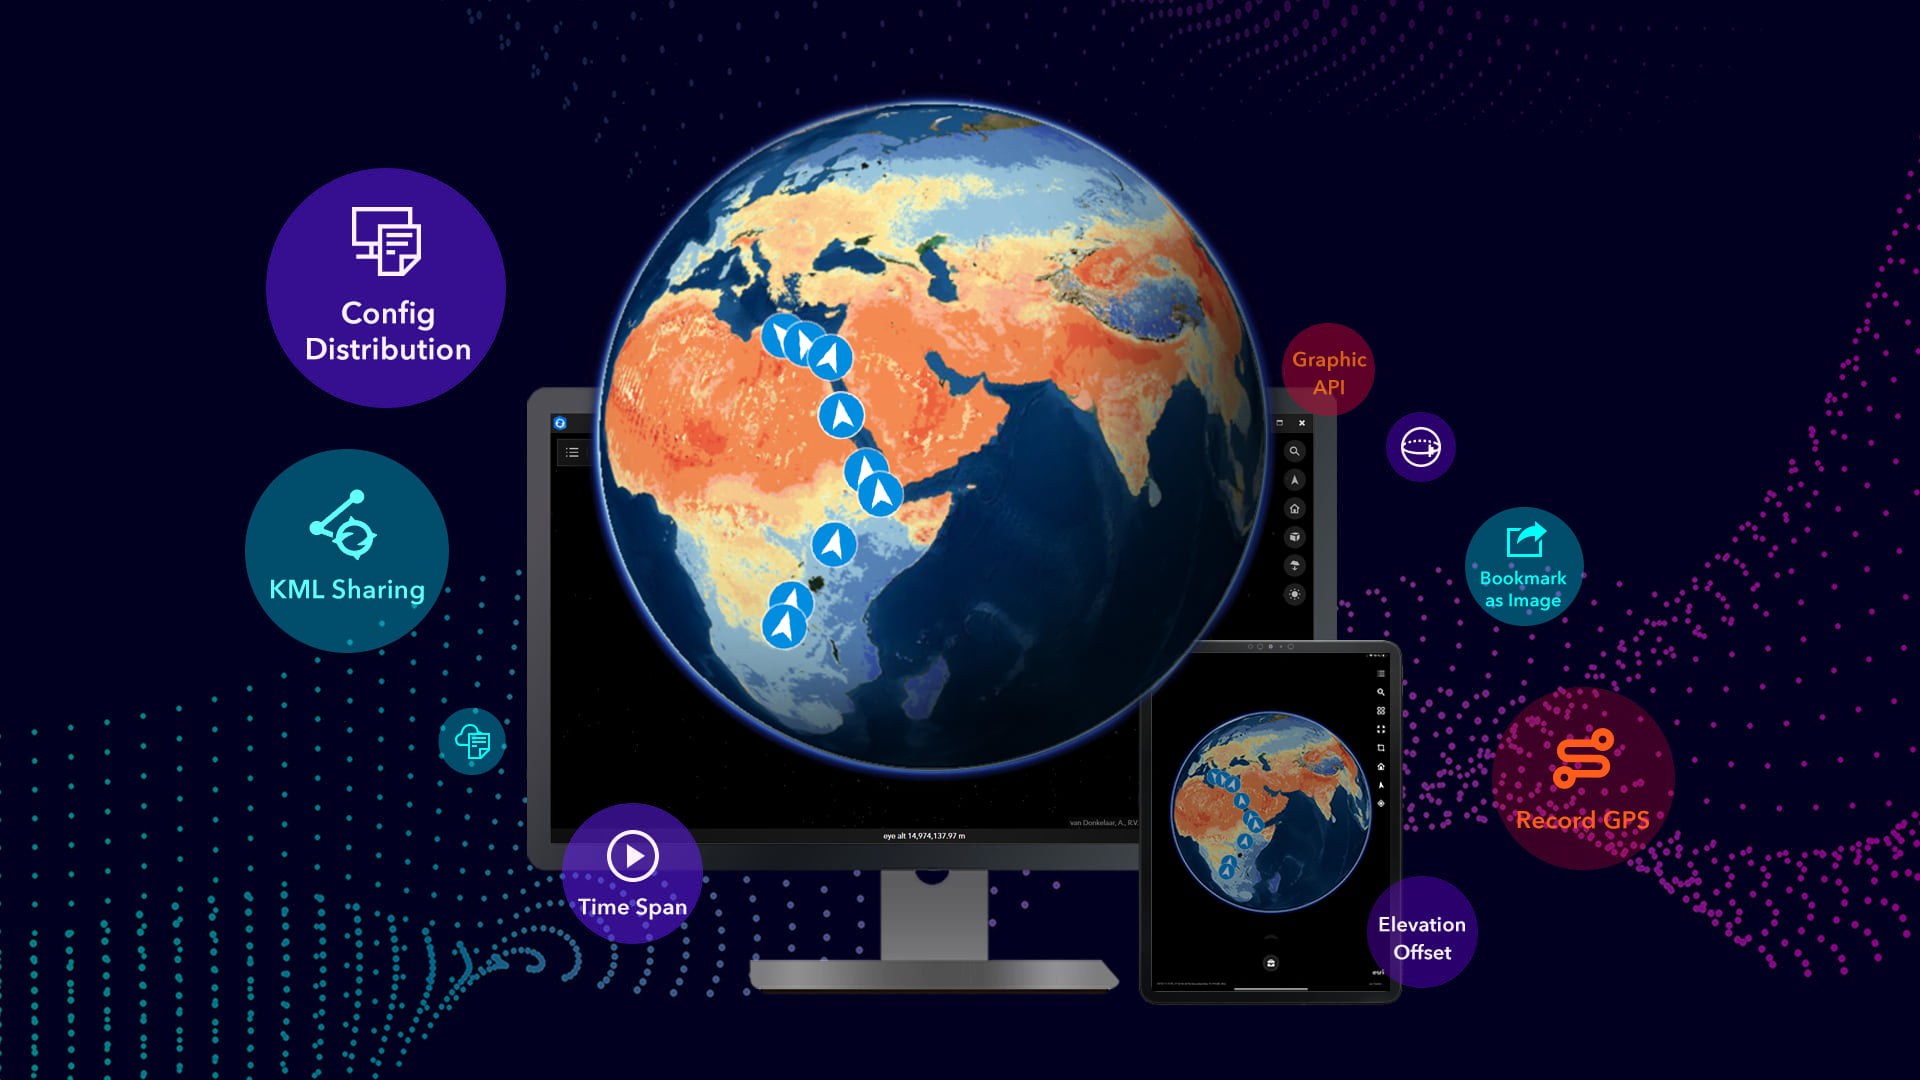 Config
Distribution
KML Sharing
Time Span
Graphic
API
Bookmark
as Image
Record GPS
Elevation
Offset
van Donkelaar, A., R.V.
eye alt 14,974,137.97 m
esri